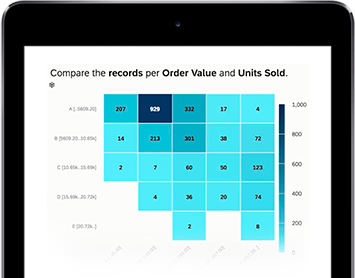 Compare the records per Order Value and Units Sold.
A [..5609.20] 207 929 332 17 4
B [5609.20..10.65k] 14 213 301 38 72
C [10.65k..15.69k] 2 7 60 50 123
D [15.69k..20.72k] 4 36 20 74
E [20.72k..] 2 8
1,000
800
600
400
200
0